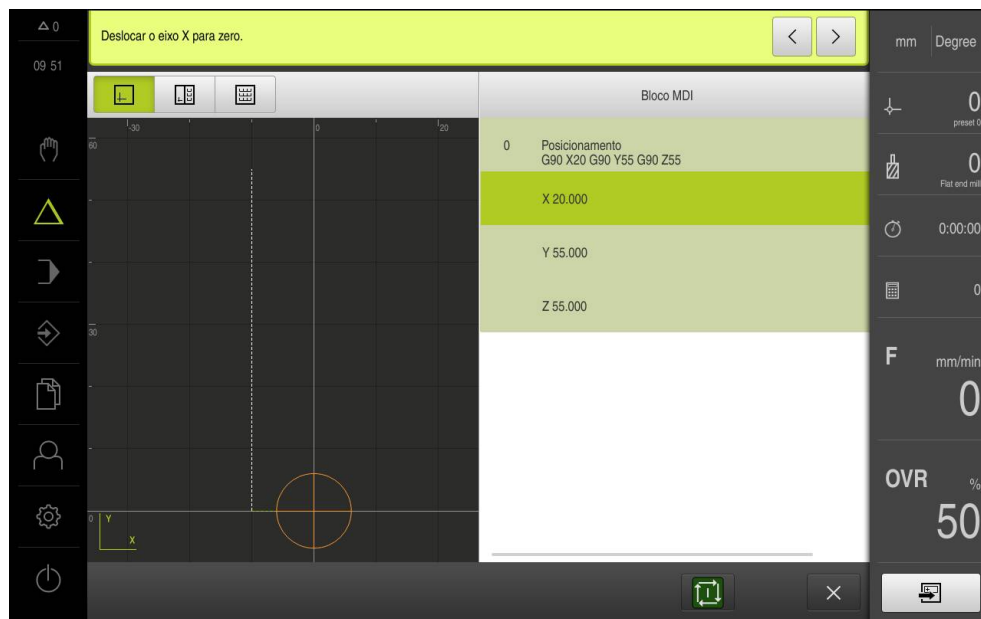 0
09 51
Deslocar o eixo X para zero.
-30
0
20
60
30
0
Y
X
Bloco MDI
0 Posicionamento
G90 X20 G90 Y55 G90 Z55
X 20.000
Y 55.000
Z 55.000
mm Degree
0
preset 0
0
Flat end mill
0:00:00
0
F mm/min
0
OVR %
50